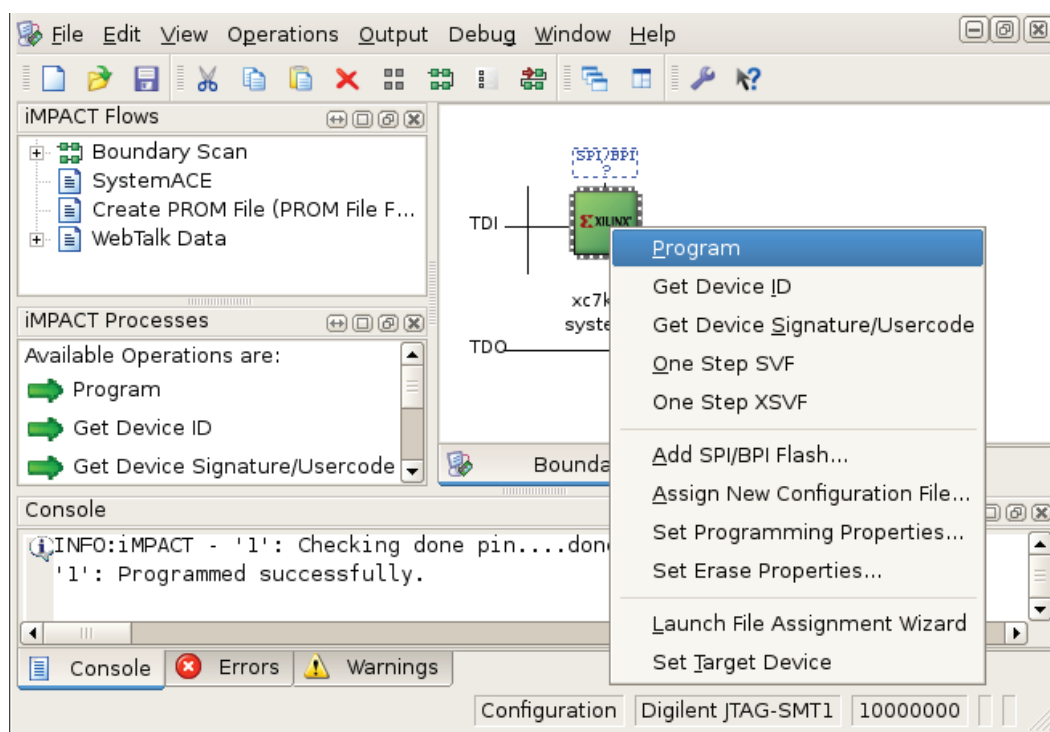 File Edit View Operations Output Debug Window Help
iMPACT Flows
Boundary Scan
SystemACE
Create PROM File (PROM File F...
WebTalk Data
iMPACT Processes
Available Operations are:
Program
Get Device ID
Get Device Signature/Usercode
SPI/BPI
?
TDI
XILINX
xc7k
syste
TDO
Bounda
Program
Get Device ID
Get Device Signature/Usercode
One Step SVF
One Step XSVF
Add SPI/BPI Flash...
Assign New Configuration File...
Set Programming Properties...
Set Erase Properties...
Launch File Assignment Wizard
Set Target Device
Console
INFO:iMPACT - '1': Checking done pin....don
'1': Programmed successfully.
Console Errors Warnings
Configuration Digilent JTAG-SMT1 10000000